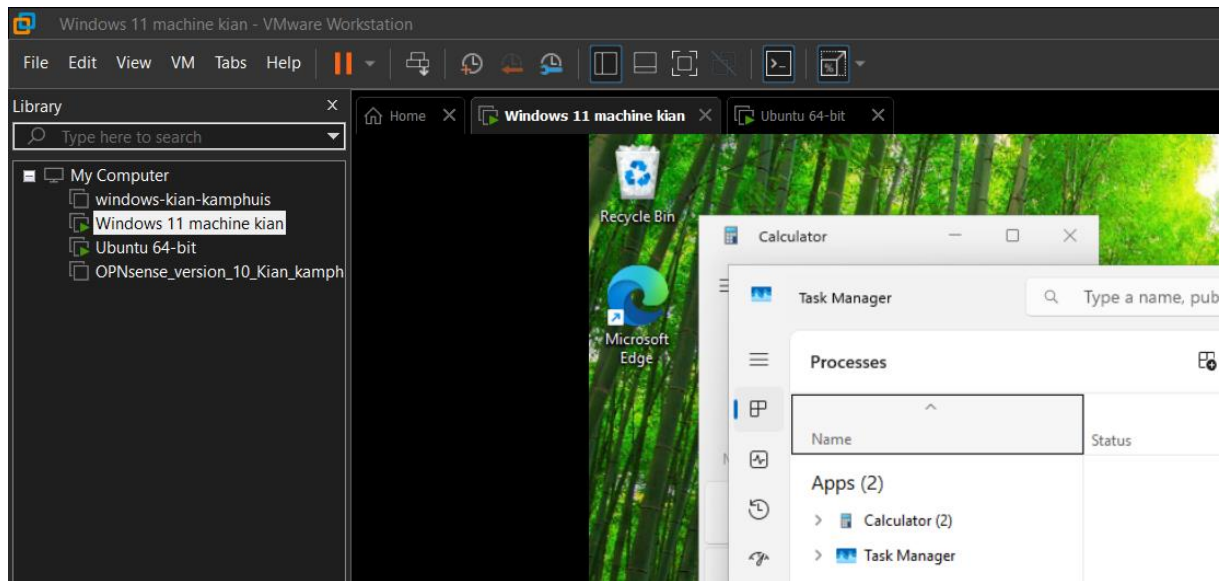 Windows 11 machine kian - VMware Workstation
File Edit View VM Tabs Help
Library
Type here to search
My Computer
windows-kian-kamphuis
Windows 11 machine kian
Ubuntu 64-bit
OPNsense_version_10_Kian_kamph
Home
Windows 11 machine kian
Ubuntu 64-bit
Recycle Bin
Microsoft
Edge
Calculator
Task Manager
Type a name, pub
Processes
Name
Status
Apps (2)
Calculator (2)
Task Manager